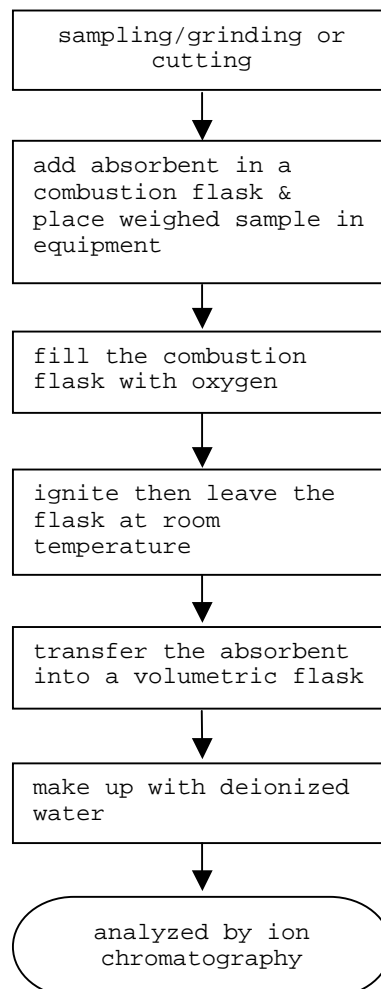 sampling/grinding or
cutting
add absorbent in a
combustion flask &
place weighed sample in
equipment
fill the combustion
flask with oxygen
ignite then leave the
flask at room
temperature
transfer the absorbent
into a volumetric flask
make up with deionized
water
analyzed by ion
chromatography